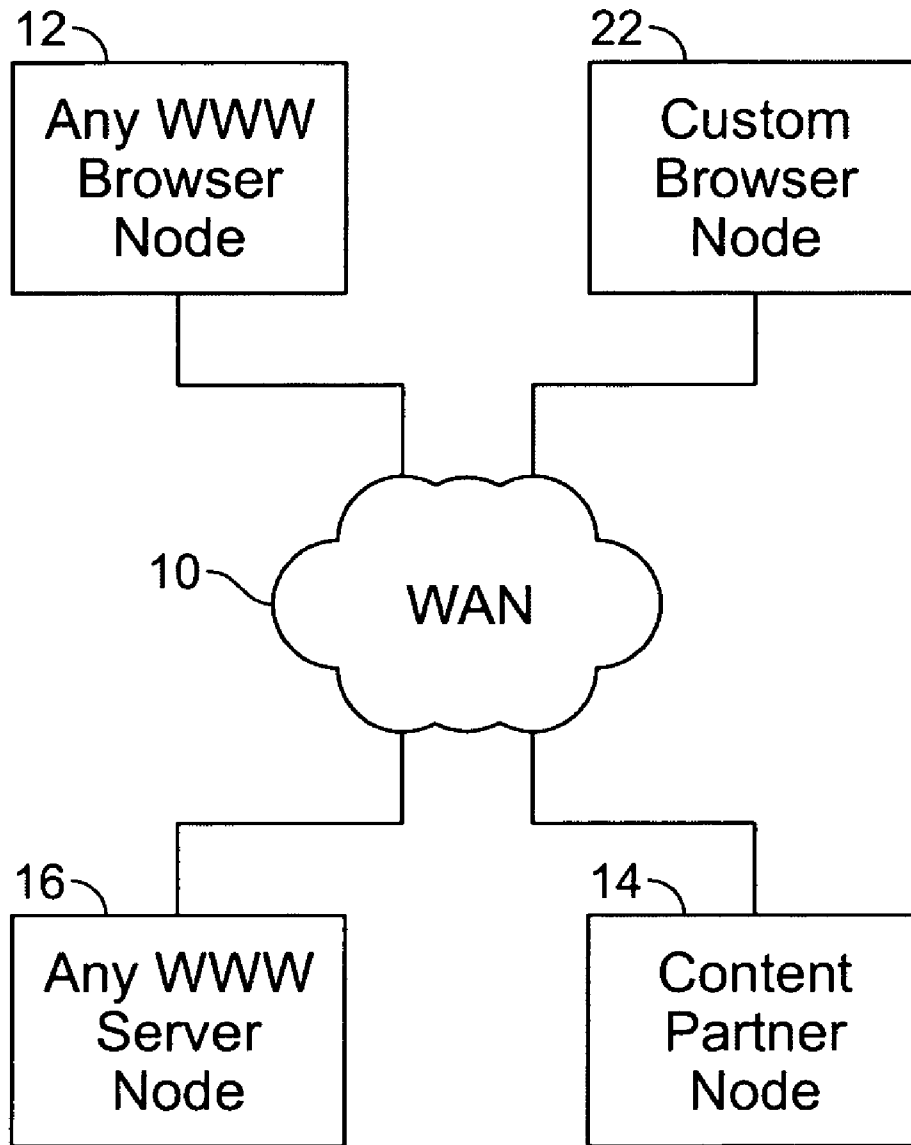 12
Any WWW
Browser
Node
22
Custom
Browser
Node
10
WAN
16
Any WWW
Server
Node
14
Content
Partner
Node